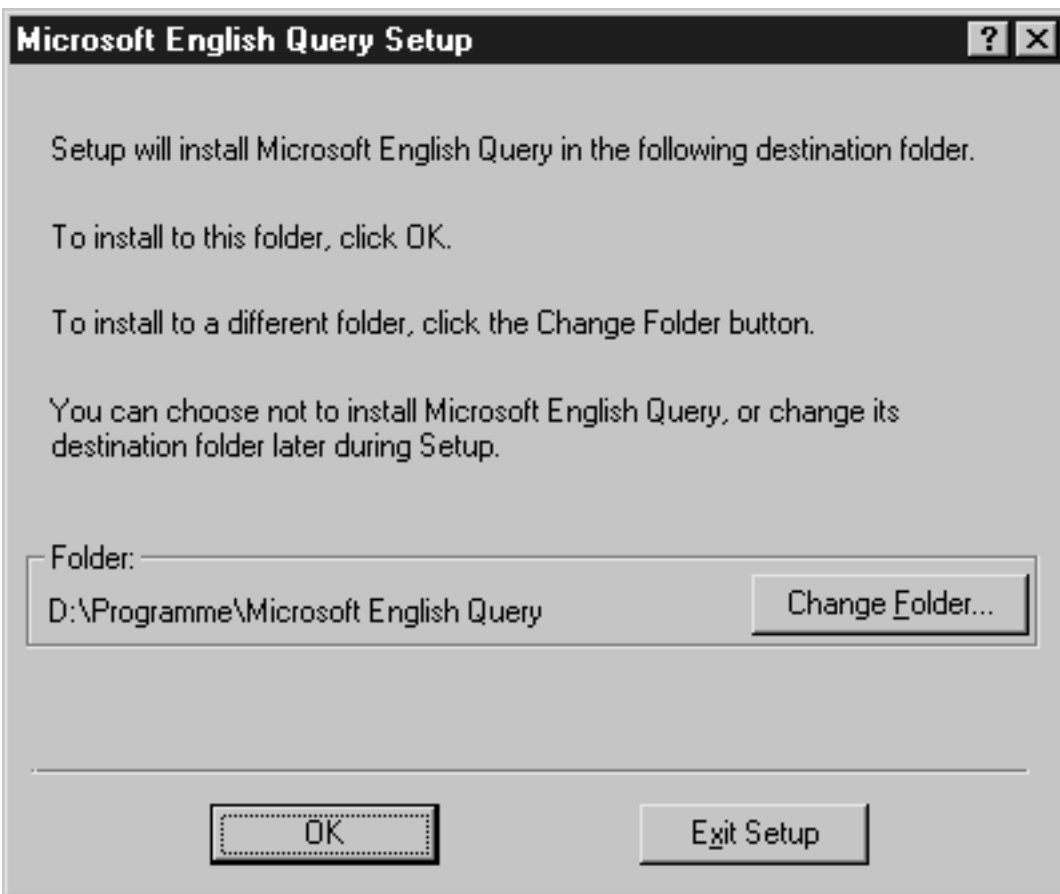 Microsoft English Query Setup
Setup will install Microsoft English Query in the following destination folder.
To install to this folder, click OK.
To install to a different folder, click the Change Folder button.
You can choose not to install Microsoft English Query, or change its
destination folder later during Setup.
Folder:
D:\Programme\Microsoft English Query
Change Folder...
OK
Exit Setup